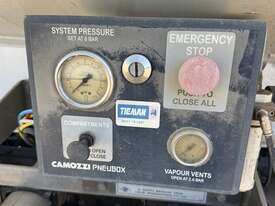 SYSTEM PRESSURE
SET AT 6 BAR
EMERGENCY
STOP
PUSH TO
CLOSE ALL
TIEMAN
COMPARTMENTS
OPEN
CLOSE
CAMOZZI PNEUBOX
VAPOUR VENTS
OPEN AT 2.4 BAR